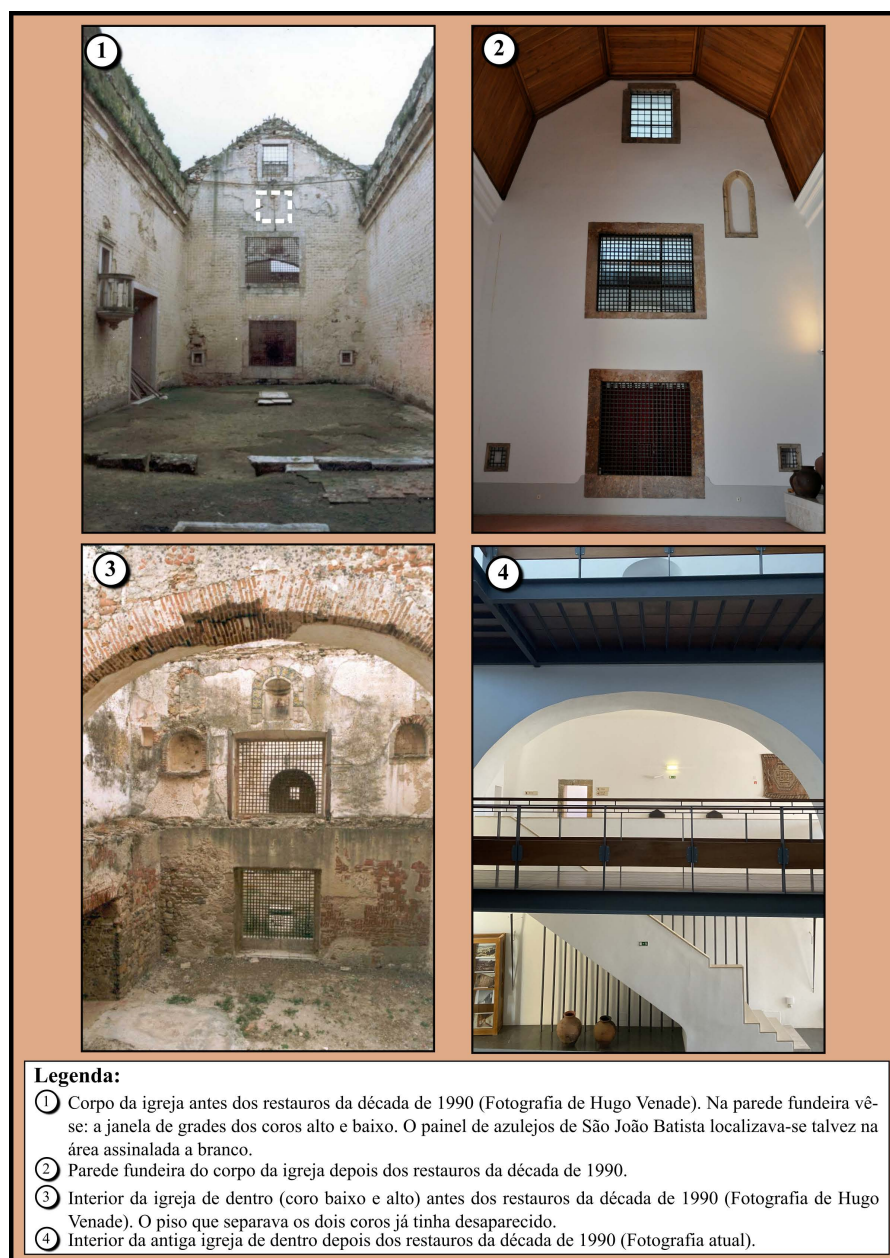 1
2
3
4
Legenda:
1 Corpo da igreja antes dos restauros da década de 1990 (Fotografia de Hugo Venade). Na parede fundeira vê-
se: a janela de grades dos coros alto e baixo. O painel de azulejos de São João Batista localizava-se talvez na
área assinalada a branco.
2 Parede fundeira do corpo da igreja depois dos restauros da década de 1990.
3 Interior da igreja de dentro (coro baixo e alto) antes dos restauros da década de 1990 (Fotografia de Hugo
Venade). O piso que separava os dois coros já tinha desaparecido.
4 Interior da antiga igreja de dentro depois dos restauros da década de 1990 (Fotografia atual).